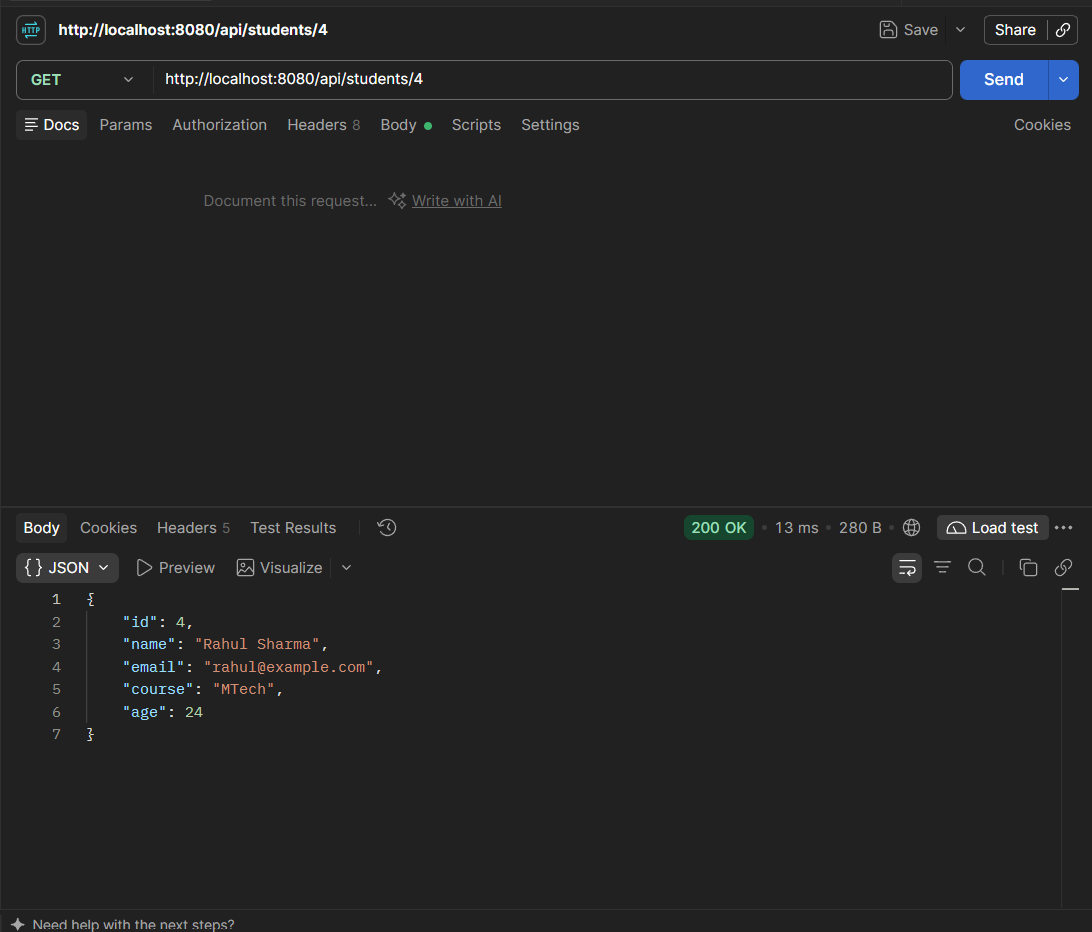 HTTP http://localhost:8080/api/students/4 Save Share
GET http://localhost:8080/api/students/4 Send
Docs Params Authorization Headers 8 Body Scripts Settings Cookies
Document this request... Write with AI
Body Cookies Headers 5 Test Results 200 OK • 13 ms • 280 B • Load test
{} JSON Preview Visualize
1 {
2 "id": 4,
3 "name": "Rahul Sharma",
4 "email": "rahul@example.com",
5 "course": "MTech",
6 "age": 24
7 }
Need help with the next steps?